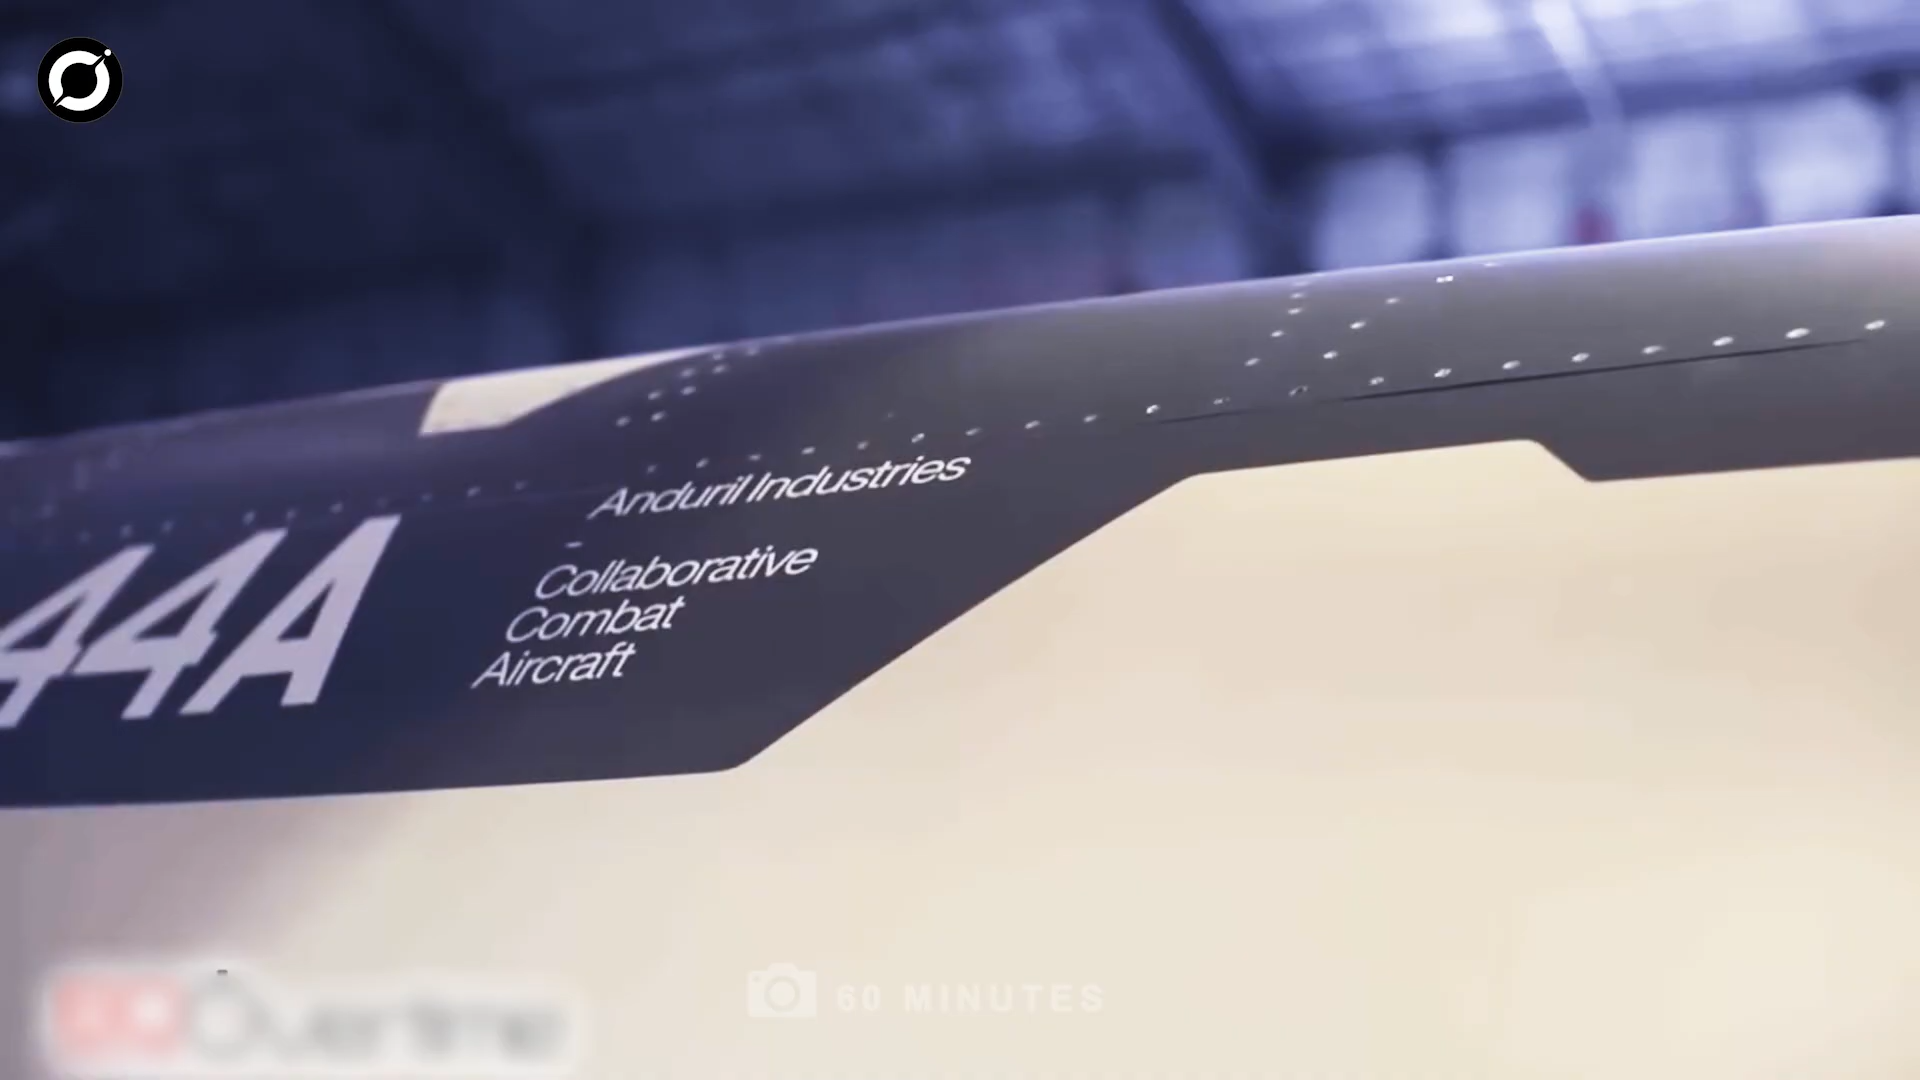 44A
Anduril Industries
Collaborative
Combat
Aircraft
60 MINUTES